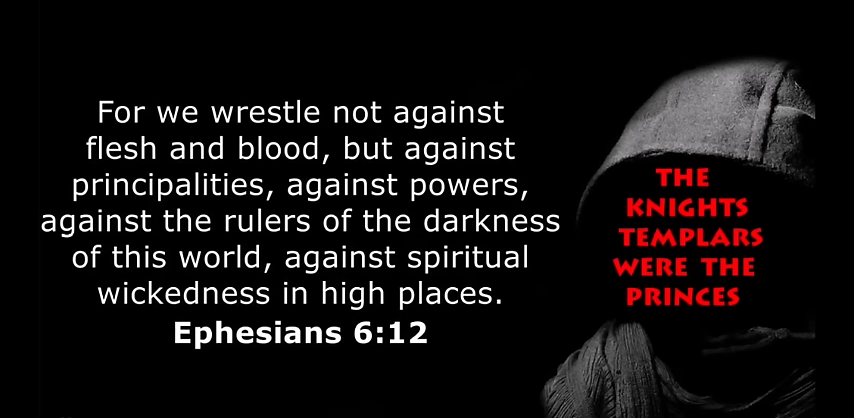 For we wrestle not against
flesh and blood, but against
principalities, against powers,
against the rulers of the darkness
of this world, against spiritual
wickedness in high places.
Ephesians 6:12
THE
KNIGHTS
TEMPLARS
WERE THE
PRINCES